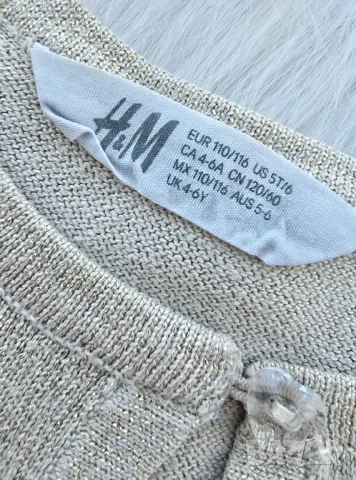 H&M
EUR 110/116 US 5T/6
CA 4-6A CN 120/60
MX 110/116 AUS 5-6
UK 4-6Y